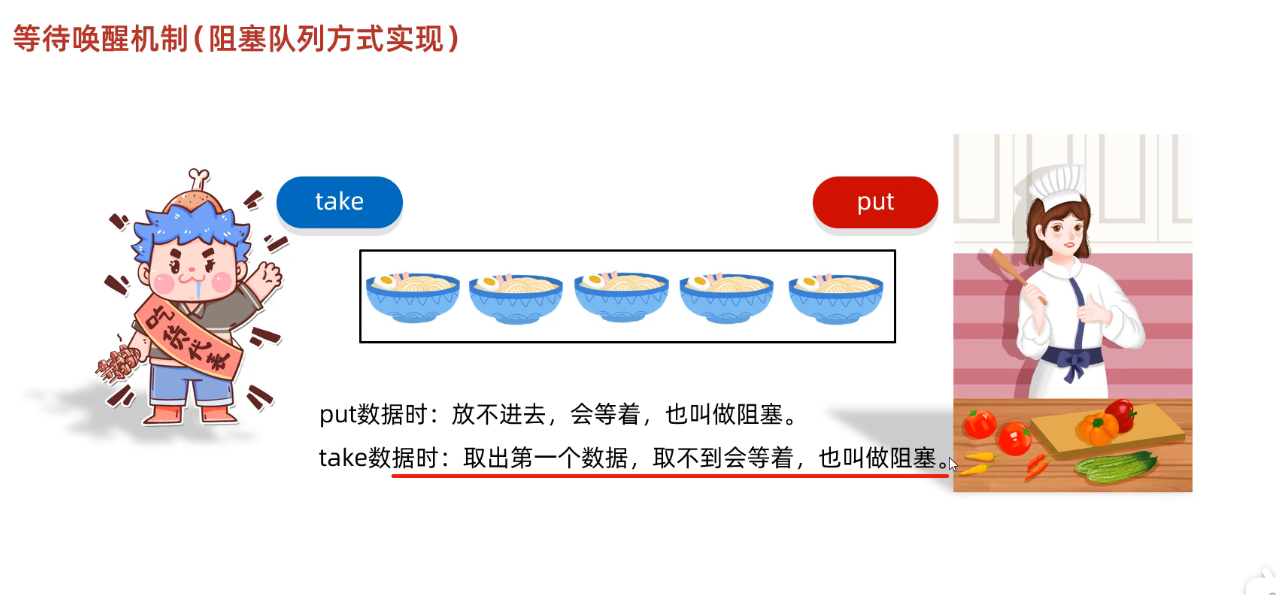 等待唤醒机制(阻塞队列方式实现)
take
put
吃货代表
put数据时：放不进去，会等着，也叫做阻塞。
take数据时：取出第一个数据，取不到会等着，也叫做阻塞。